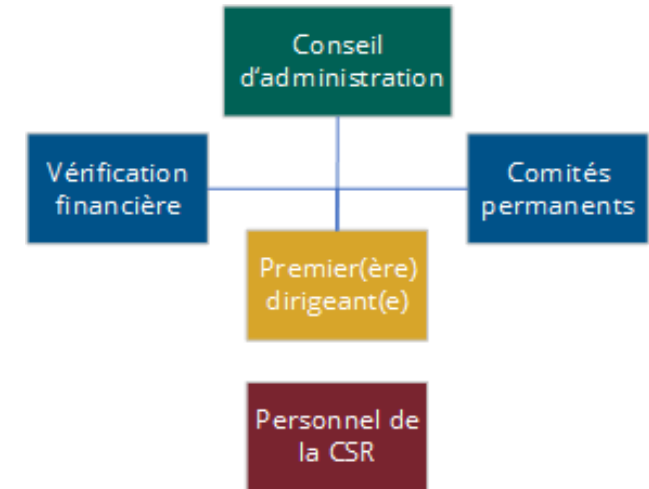 Conseil
d'administration
Vérification
financière
Comités
permanents
Premier(ère)
dirigeant(e)
Personnel de
la CSR